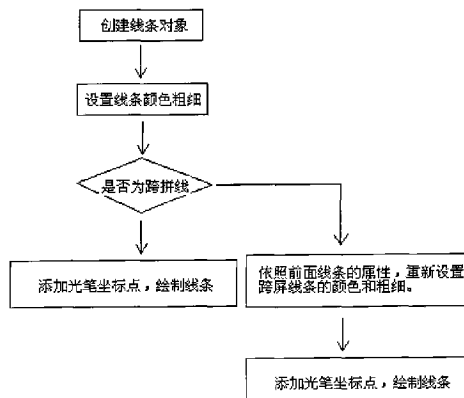 创建线条对象
设置线条颜色粗细
是否为跨拼线
添加光笔坐标点，绘制线条
依照前面线条的属性，重新设置
跨屏线条的颜色和粗细。
添加光笔坐标点，绘制线条